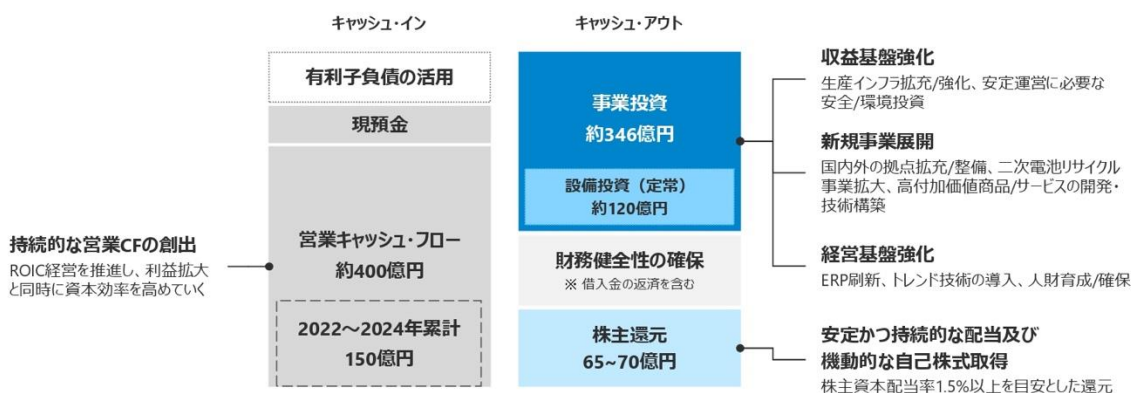 キャッシュ・イン
キャッシュ・アウト
有利子負債の活用
現預金
営業キャッシュ・フロー
約400億円
2022～2024年累計
150億円
持続的な営業CFの創出
ROIC経営を推進し、利益拡大
と同時に資本効率を高めていく
事業投資
約346億円
設備投資（定常）
約120億円
財務健全性の確保
※ 借入金の返済を含む
株主還元
65~70億円
収益基盤強化
生産インフラ拡充/強化、安定運営に必要な
安全/環境投資
新規事業展開
国内外の拠点拡充/整備、二次電池リサイクル
事業拡大、高付加価値商品/サービスの開発・
技術構築
経営基盤強化
ERP刷新、トレンド技術の導入、人財育成/確保
安定かつ持続的な配当及び
機動的な自己株式取得
株主資本配当率1.5%以上を目安とした還元